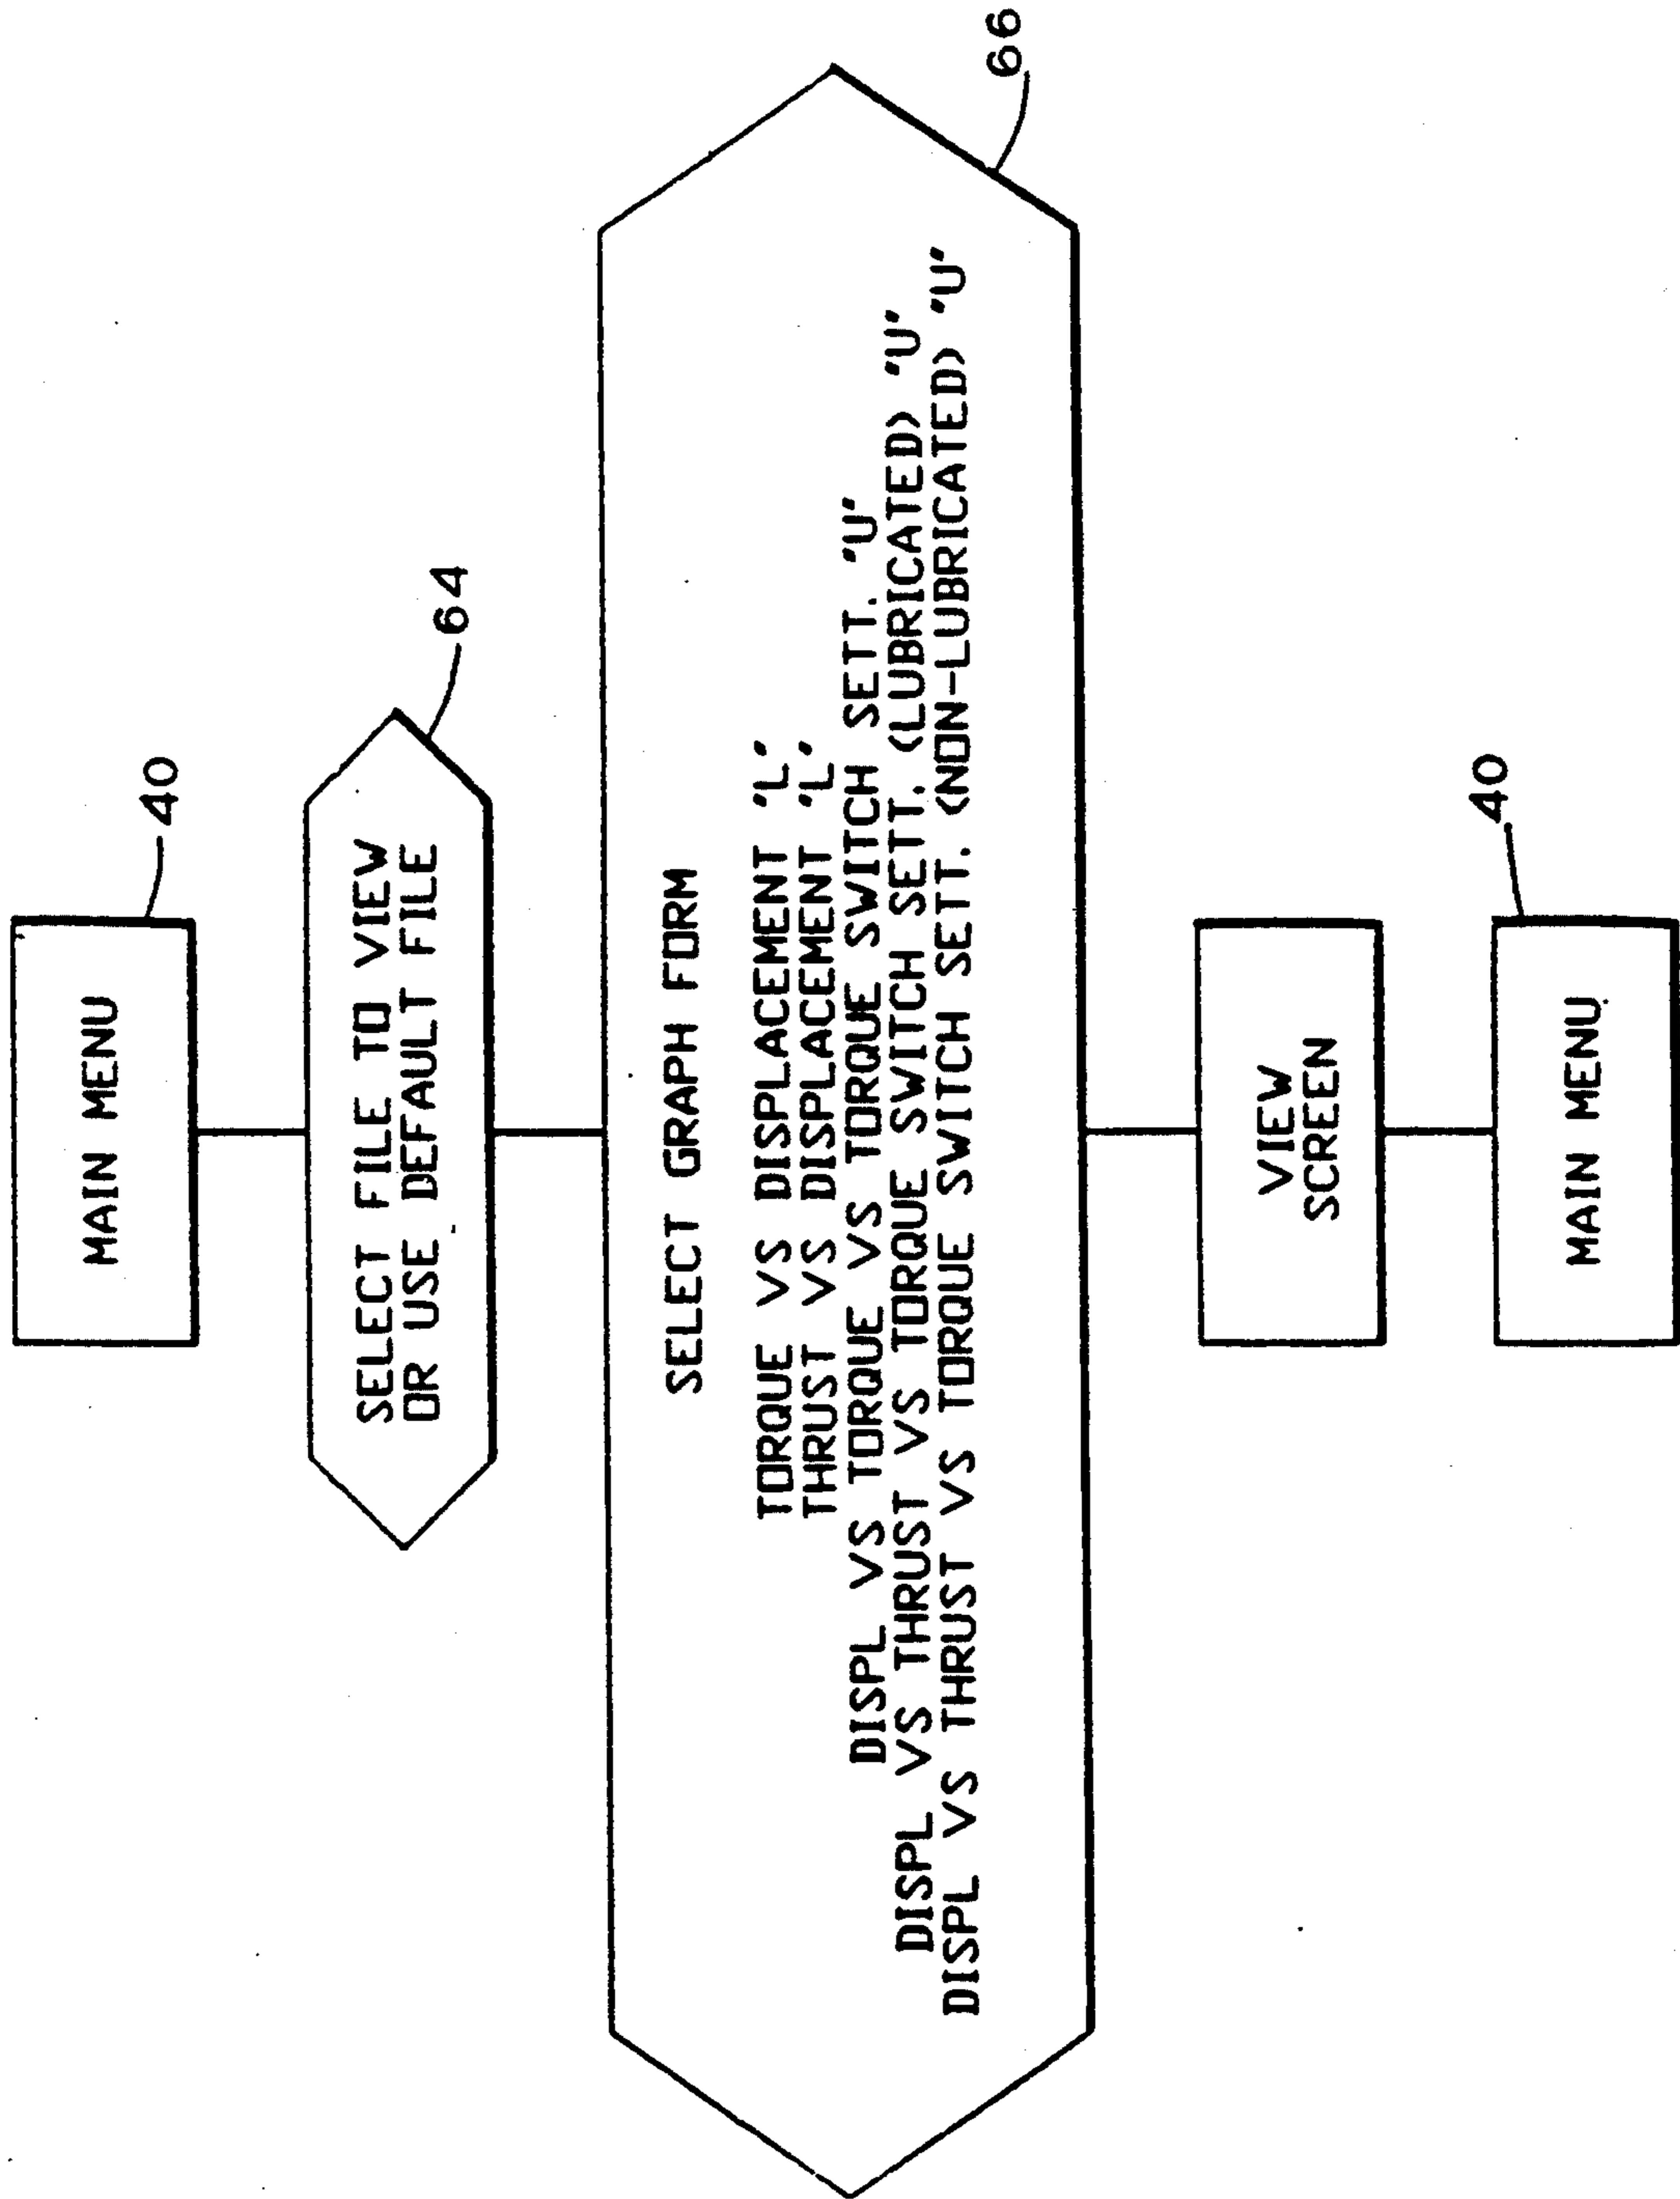 MAIN MENU
40
SELECT FILE TO VIEW
OR USE DEFAULT FILE
64
SELECT GRAPH FORM
TORQUE VS DISPLACEMENT 'L'
THRUST VS DISPLACEMENT 'L'
DISPL VS TORQUE VS TORQUE SWITCH SETT. 'U'
DISPL VS THRUST VS TORQUE SWITCH SETT. (LUBRICATED) 'U'
DISPL VS THRUST VS TORQUE SWITCH SETT. (NON-LUBRICATED) 'U'
66
VIEW
SCREEN
MAIN MENU
40